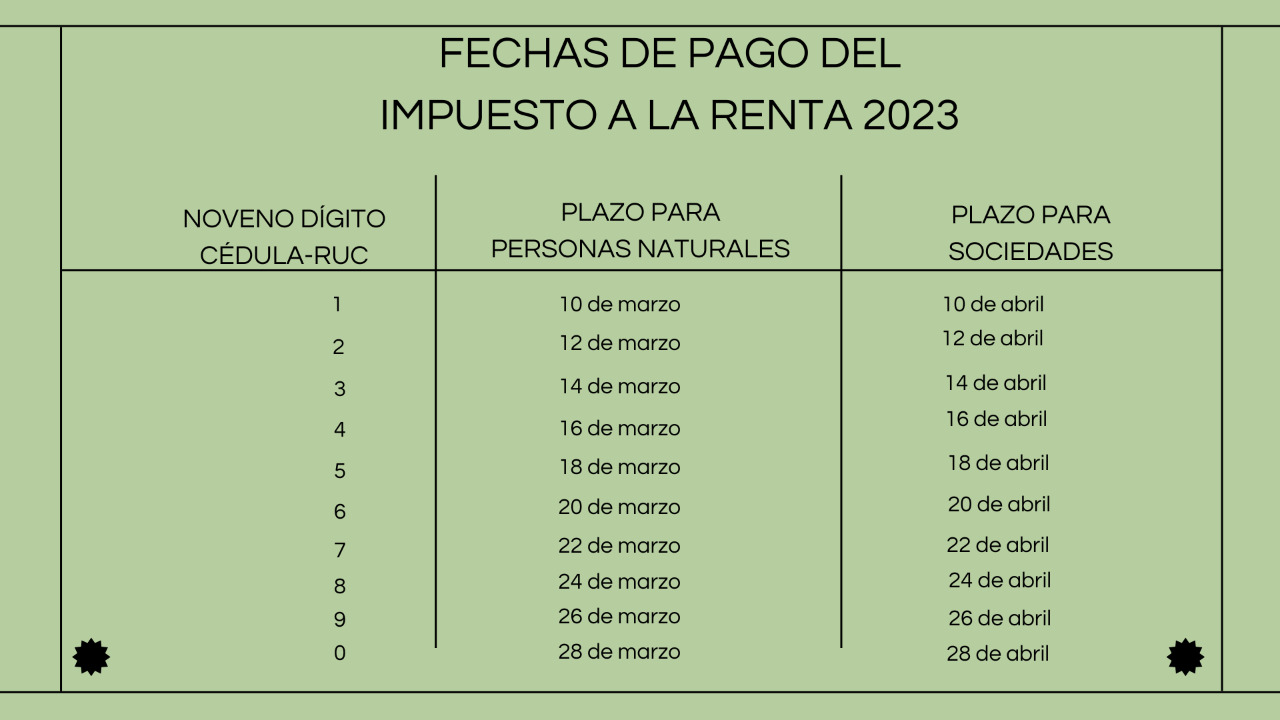 FECHAS DE PAGO DEL
IMPUESTO A LA RENTA 2023
NOVENO DÍGITO
CÉDULA-RUC
PLAZO PARA
PERSONAS NATURALES
PLAZO PARA
SOCIEDADES
1 10 de marzo 10 de abril
2 12 de marzo 12 de abril
3 14 de marzo 14 de abril
4 16 de marzo 16 de abril
5 18 de marzo 18 de abril
6 20 de marzo 20 de abril
7 22 de marzo 22 de abril
8 24 de marzo 24 de abril
9 26 de marzo 26 de abril
0 28 de marzo 28 de abril